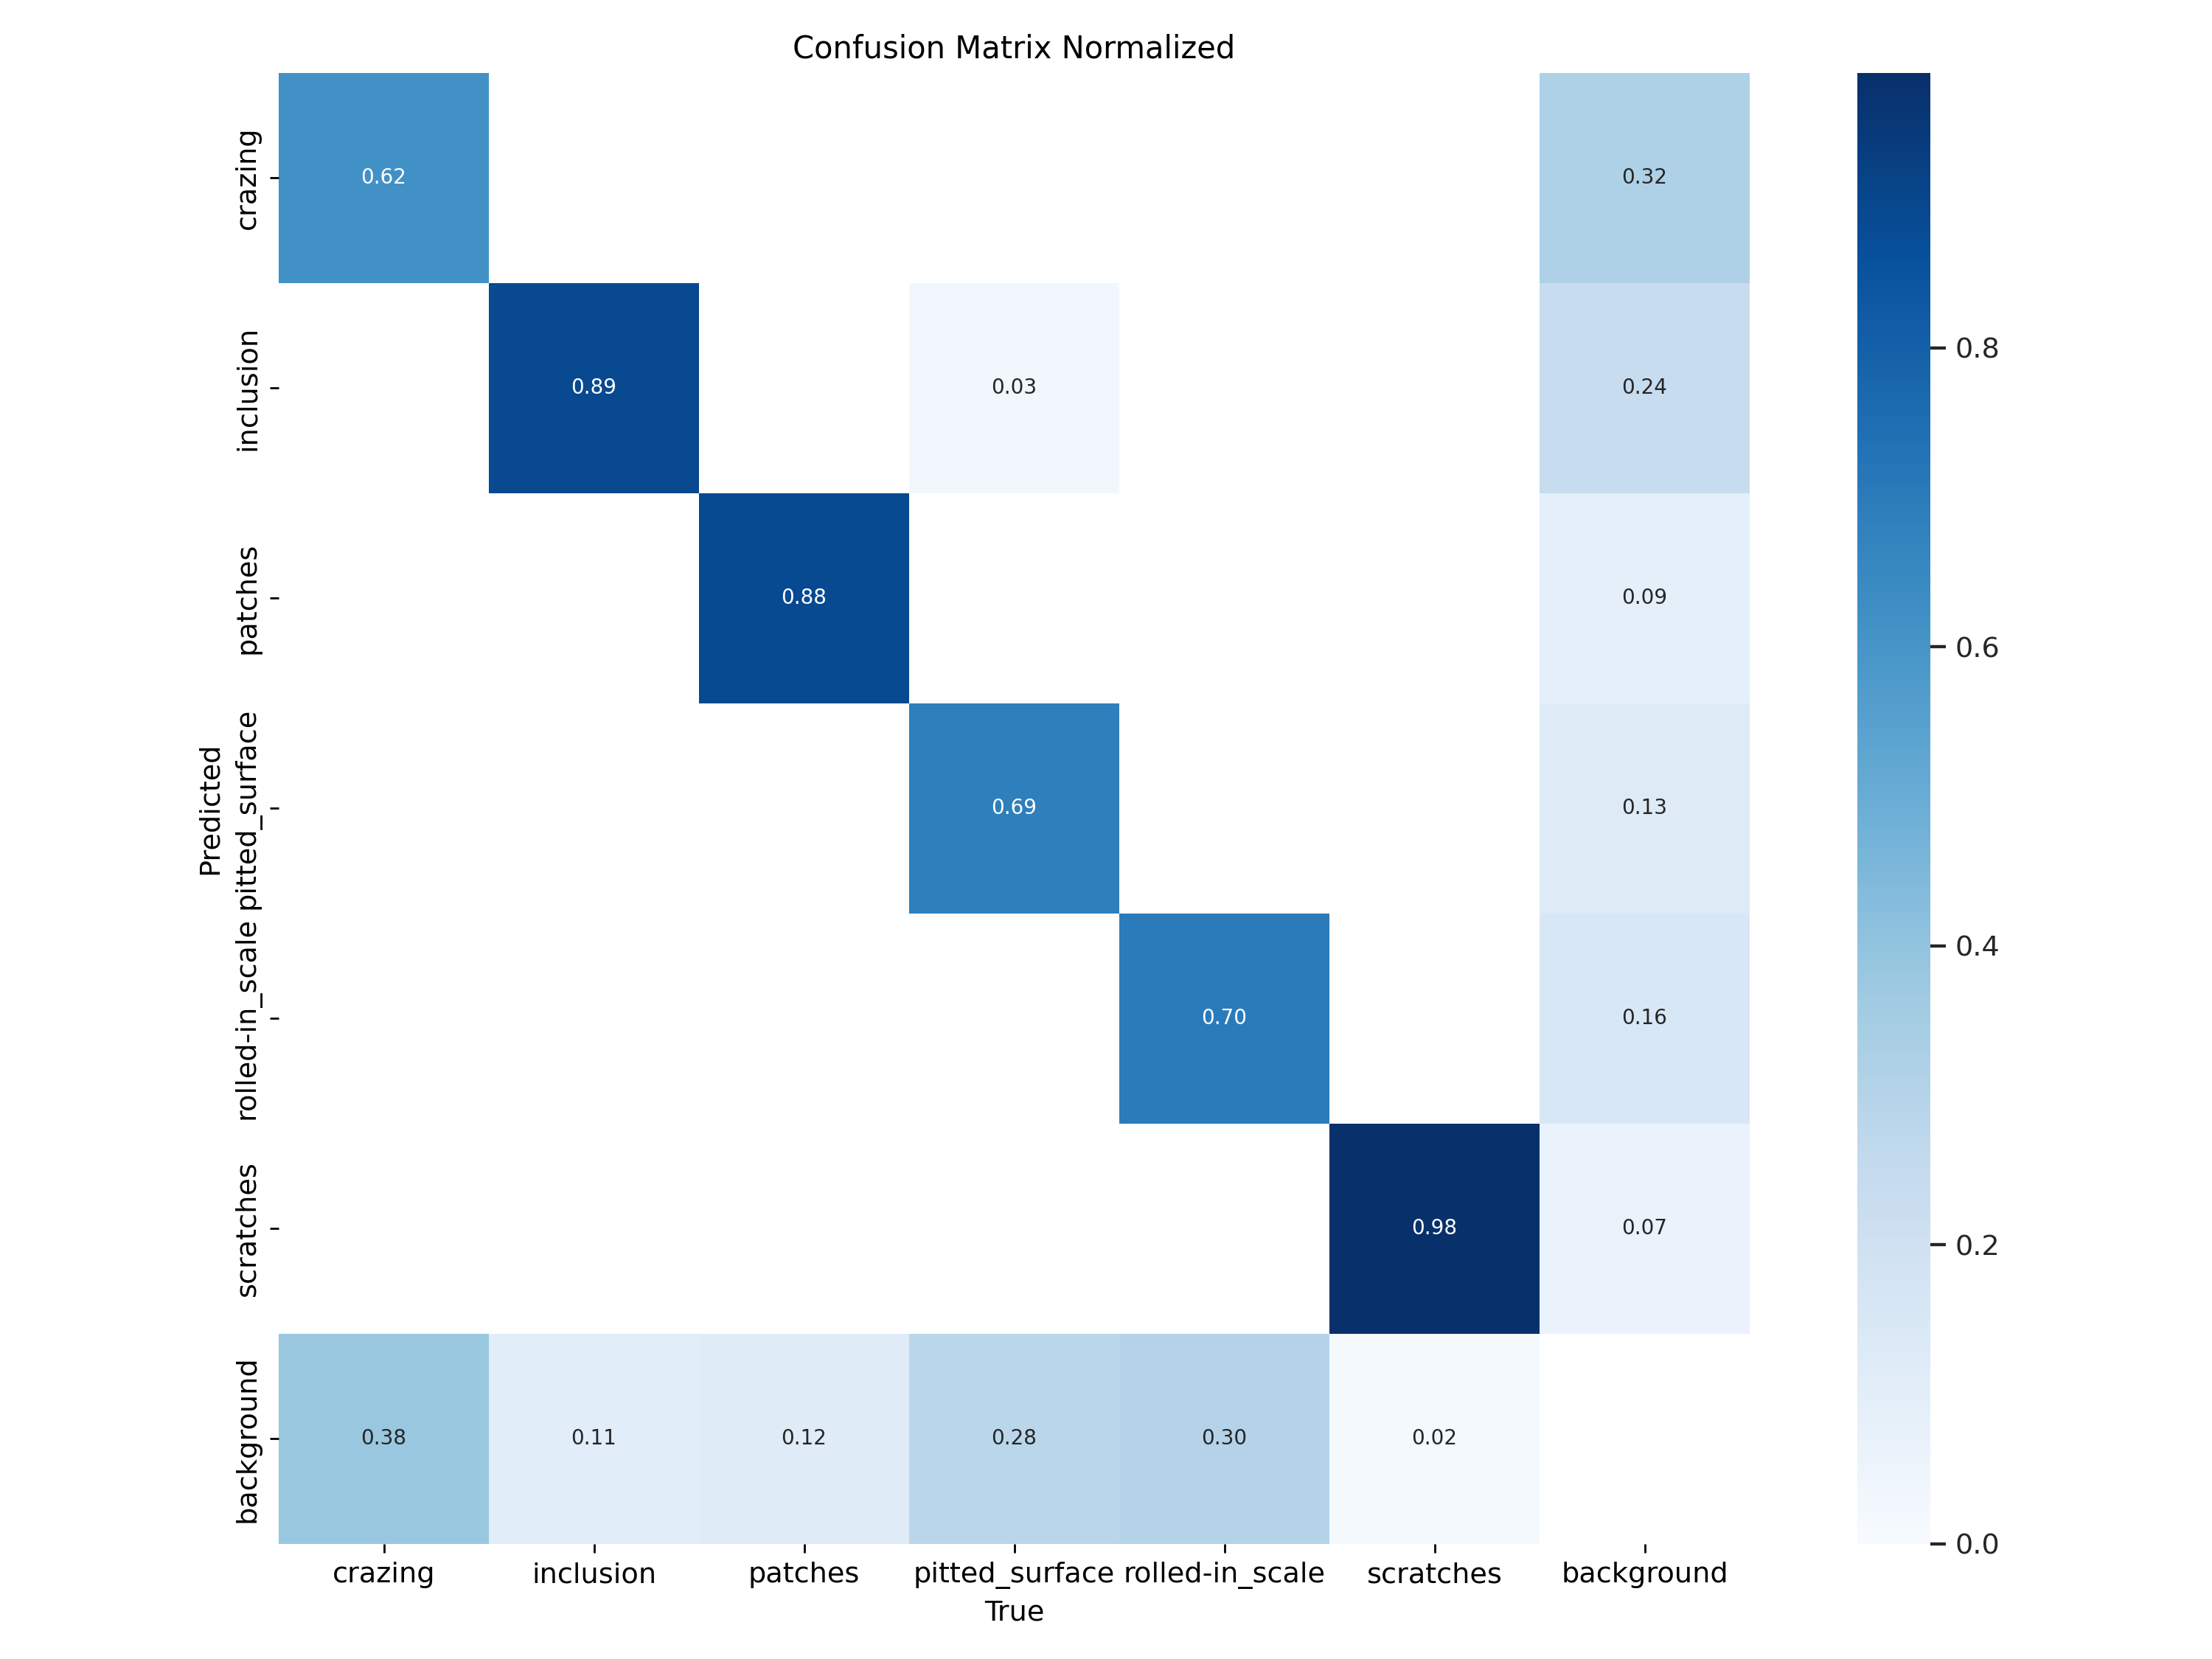 Confusion Matrix Normalized
crazing
0.62
0.32
inclusion
0.89
0.03
0.24
0.8
patches
0.88
0.09
0.6
Predicted
pitted_surface
0.69
0.13
0.4
rolled-in_scale
0.70
0.16
scratches
0.98
0.07
0.2
background
0.38
0.11
0.12
0.28
0.30
0.02
0.0
crazing
inclusion
patches
pitted_surface
rolled-in_scale
scratches
background
True